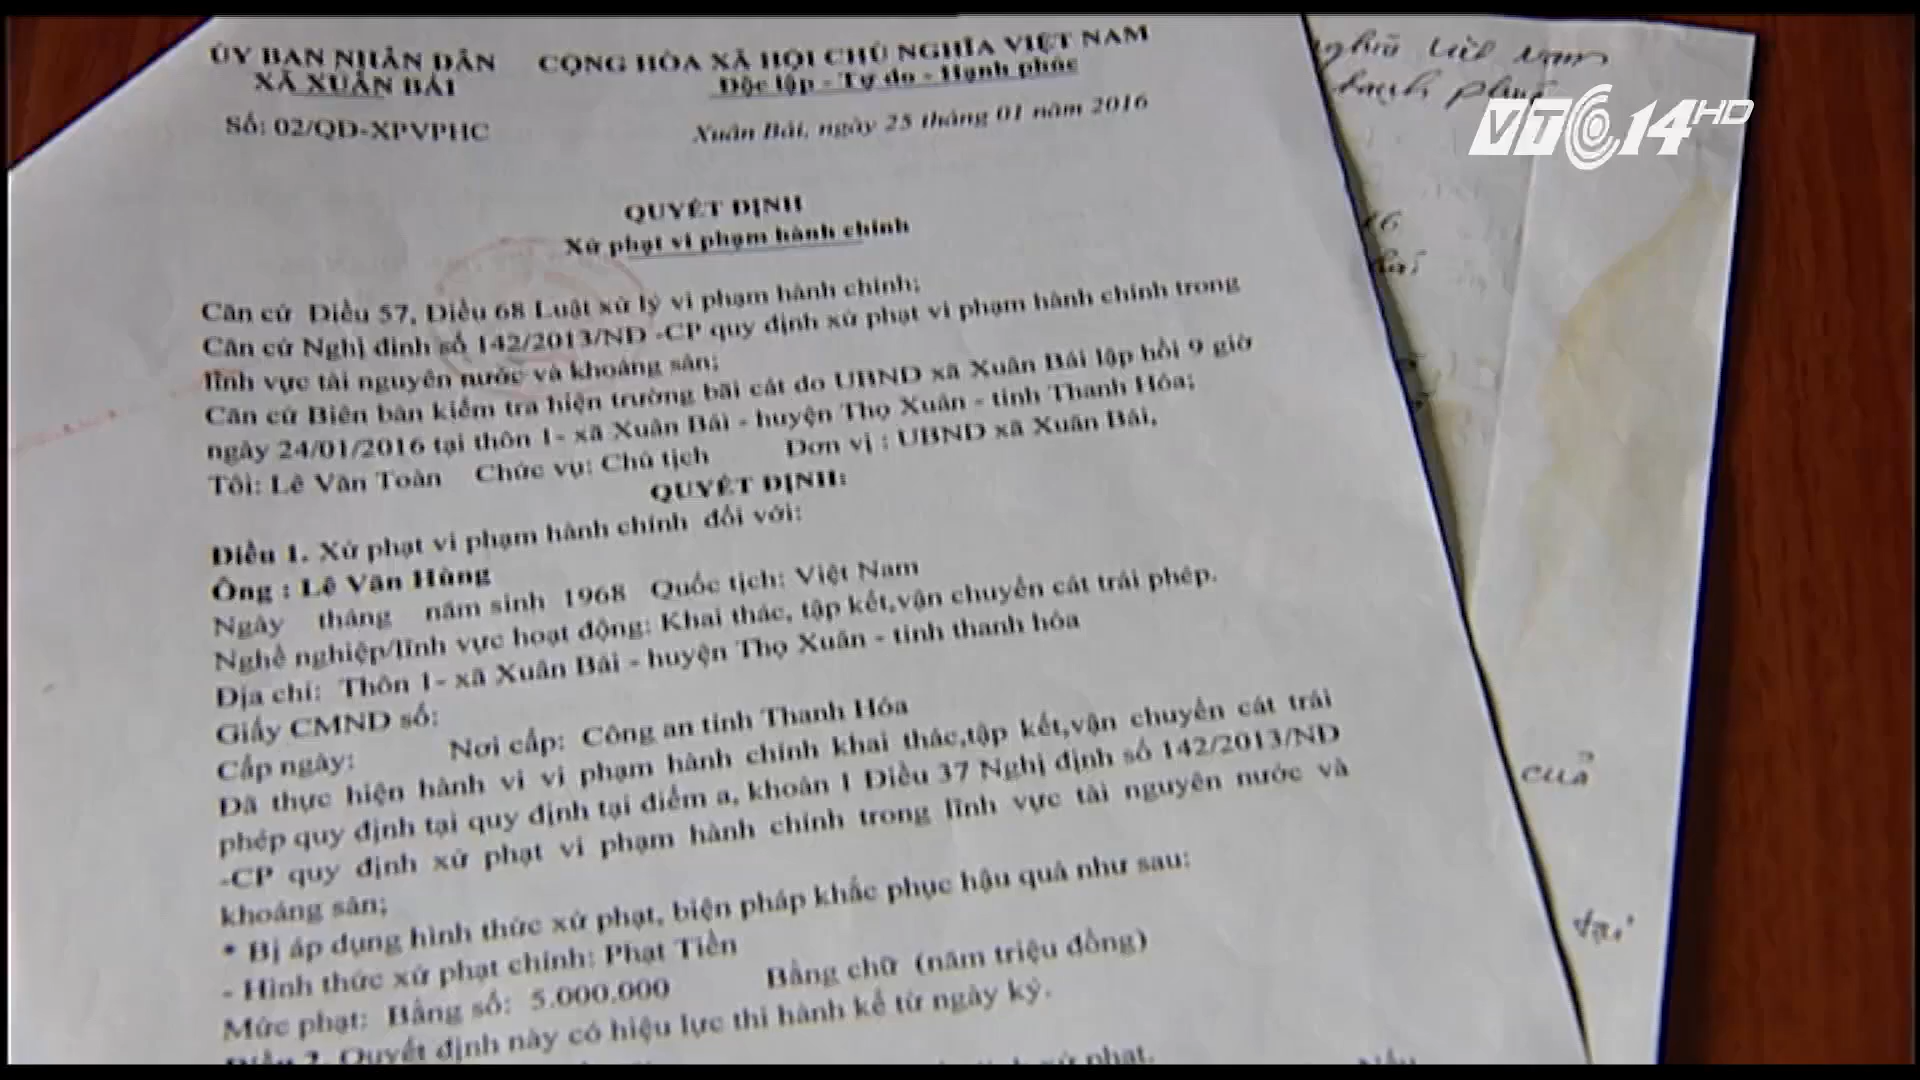 ỦY BAN NHÂN DÂN
XÃ XUÂN BÁI
CỘNG HÒA XÃ HỘI CHỦ NGHĨA VIỆT NAM
Độc lập - Tự do - Hạnh phúc
Số: 02/QĐ-XPVPHC
Xuân Bái, ngày 25 tháng 01 năm 2016
QUYẾT ĐỊNH
Xử phạt vi phạm hành chính
Căn cứ Điều 57, Điều 68 Luật xử lý vi phạm hành chính;
Căn cứ Nghị đinh số 142/2013/NĐ -CP quy định xử phạt vi phạm hành chính trong
lĩnh vực tài nguyên nước và khoáng sản;
Căn cứ Biên bản kiểm tra hiện trường bãi cát do UBND xã Xuân Bái lập hồi 9 giờ
ngày 24/01/2016 tại thôn 1- xã Xuân Bái - huyện Thọ Xuân - tỉnh Thanh Hóa;
Tôi: Lê Văn Toàn Chức vụ: Chủ tịch Đơn vị : UBND xã Xuân Bái,
QUYẾT ĐỊNH:
Điều 1. Xử phạt vi phạm hành chính đối với:
Ông : Lê Văn Hùng
Ngày tháng năm sinh 1968 Quốc tịch: Việt Nam
Nghề nghiệp/lĩnh vực hoạt động: Khai thác, tập kết,vận chuyển cát trái phép.
Địa chỉ: Thôn 1- xã Xuân Bái - huyện Thọ Xuân - tỉnh thanh hóa
Giấy CMND số:
Cấp ngày: Nơi cấp: Công an tỉnh Thanh Hóa
Đã thực hiện hành vi vi phạm hành chính khai thác,tập kết,vận chuyển cát trái
phép quy định tại quy định tại điểm a, khoản 1 Điều 37 Nghị định số 142/2013/NĐ
-CP quy định xử phạt vi phạm hành chính trong lĩnh vực tài nguyên nước và
khoáng sản;
* Bị áp dụng hình thức xử phạt, biện pháp khắc phục hậu quả như sau:
- Hình thức xử phạt chính: Phạt Tiền
Mức phạt: Bằng số: 5.000.000 Bằng chữ (năm triệu đồng)
Điều 2. Quyết định này có hiệu lực thi hành kể từ ngày ký.
xử phạt.
nghĩa Việt Nam
hạnh phúc
16
của
tại
VTC14 HD